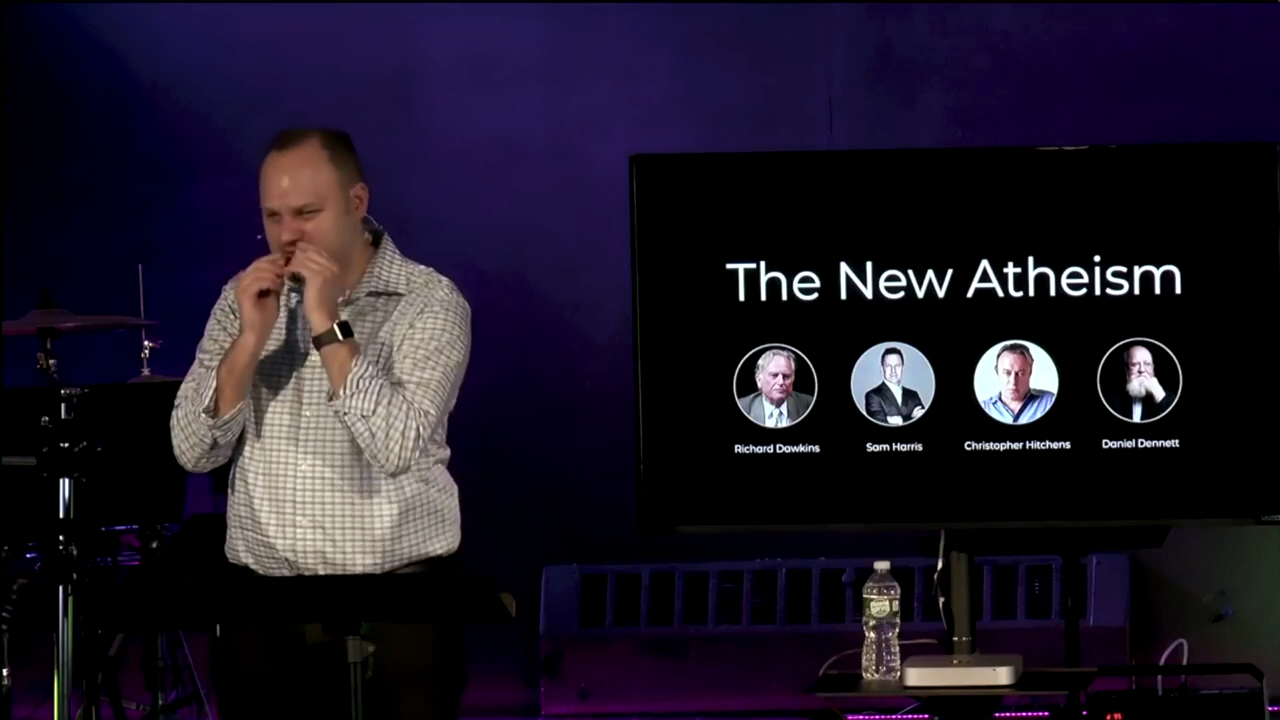 The New Atheism
Richard Dawkins
Sam Harris
Christopher Hitchens
Daniel Dennett